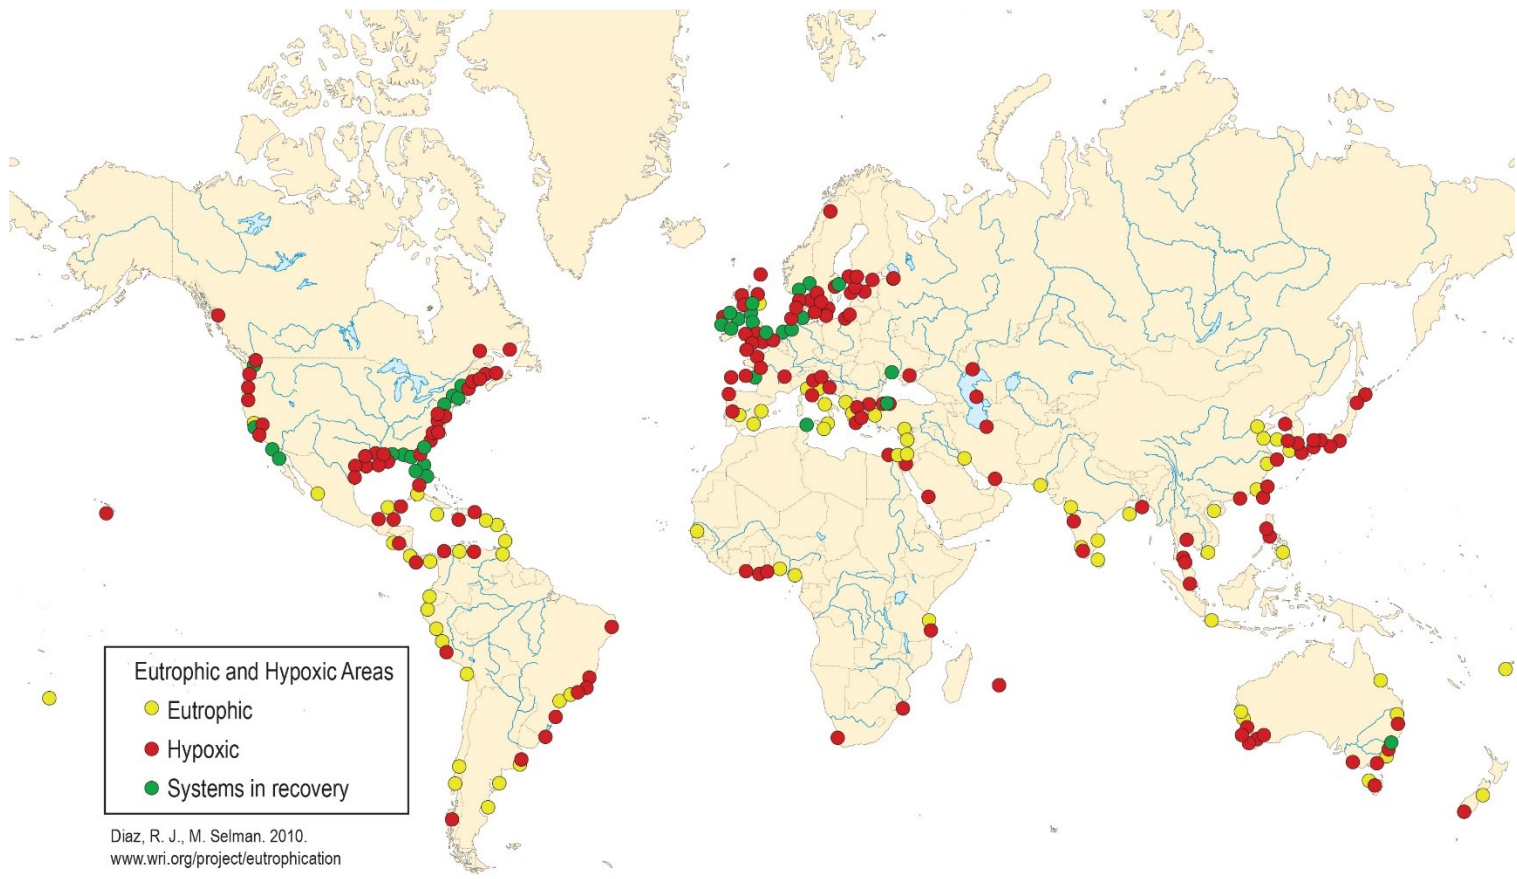 Eutrophic and Hypoxic Areas
Eutrophic
Hypoxic
Systems in recovery
Diaz, R. J., M. Selman. 2010.
www.wri.org/project/eutrophication